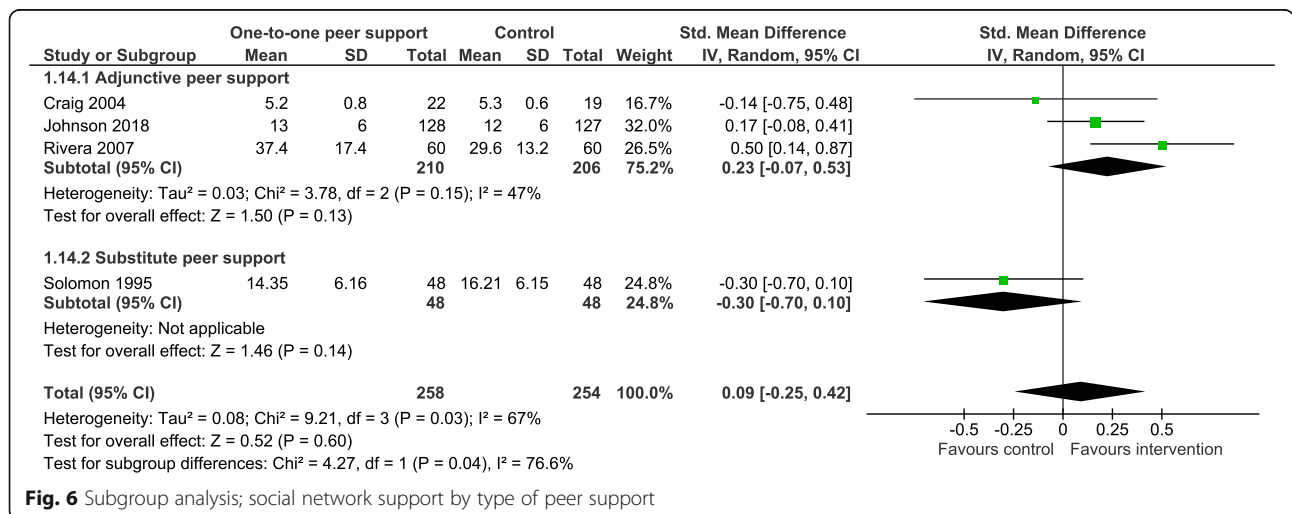 One-to-one peer support Control Std. Mean Difference Std. Mean Difference
Study or Subgroup Mean SD Total Mean SD Total Weight IV, Random, 95% CI IV, Random, 95% CI
1.14.1 Adjunctive peer support
Craig 2004 5.2 0.8 22 5.3 0.6 19 16.7% -0.14 [-0.75, 0.48]
Johnson 2018 13 6 128 12 6 127 32.0% 0.17 [-0.08, 0.41]
Rivera 2007 37.4 17.4 60 29.6 13.2 60 26.5% 0.50 [0.14, 0.87]
Subtotal (95% CI) 210 206 75.2% 0.23 [-0.07, 0.53]
Heterogeneity: Tau² = 0.03; Chi² = 3.78, df = 2 (P = 0.15); I² = 47%
Test for overall effect: Z = 1.50 (P = 0.13)
1.14.2 Substitute peer support
Solomon 1995 14.35 6.16 48 16.21 6.15 48 24.8% -0.30 [-0.70, 0.10]
Subtotal (95% CI) 48 48 24.8% -0.30 [-0.70, 0.10]
Heterogeneity: Not applicable
Test for overall effect: Z = 1.46 (P = 0.14)
Total (95% CI) 258 254 100.0% 0.09 [-0.25, 0.42]
Heterogeneity: Tau² = 0.08; Chi² = 9.21, df = 3 (P = 0.03); I² = 67%
Test for overall effect: Z = 0.52 (P = 0.60)
Test for subgroup differences: Chi² = 4.27, df = 1 (P = 0.04), I² = 76.6%
-0.5 -0.25 0 0.25 0.5
Favours control Favours intervention
Fig. 6 Subgroup analysis; social network support by type of peer support